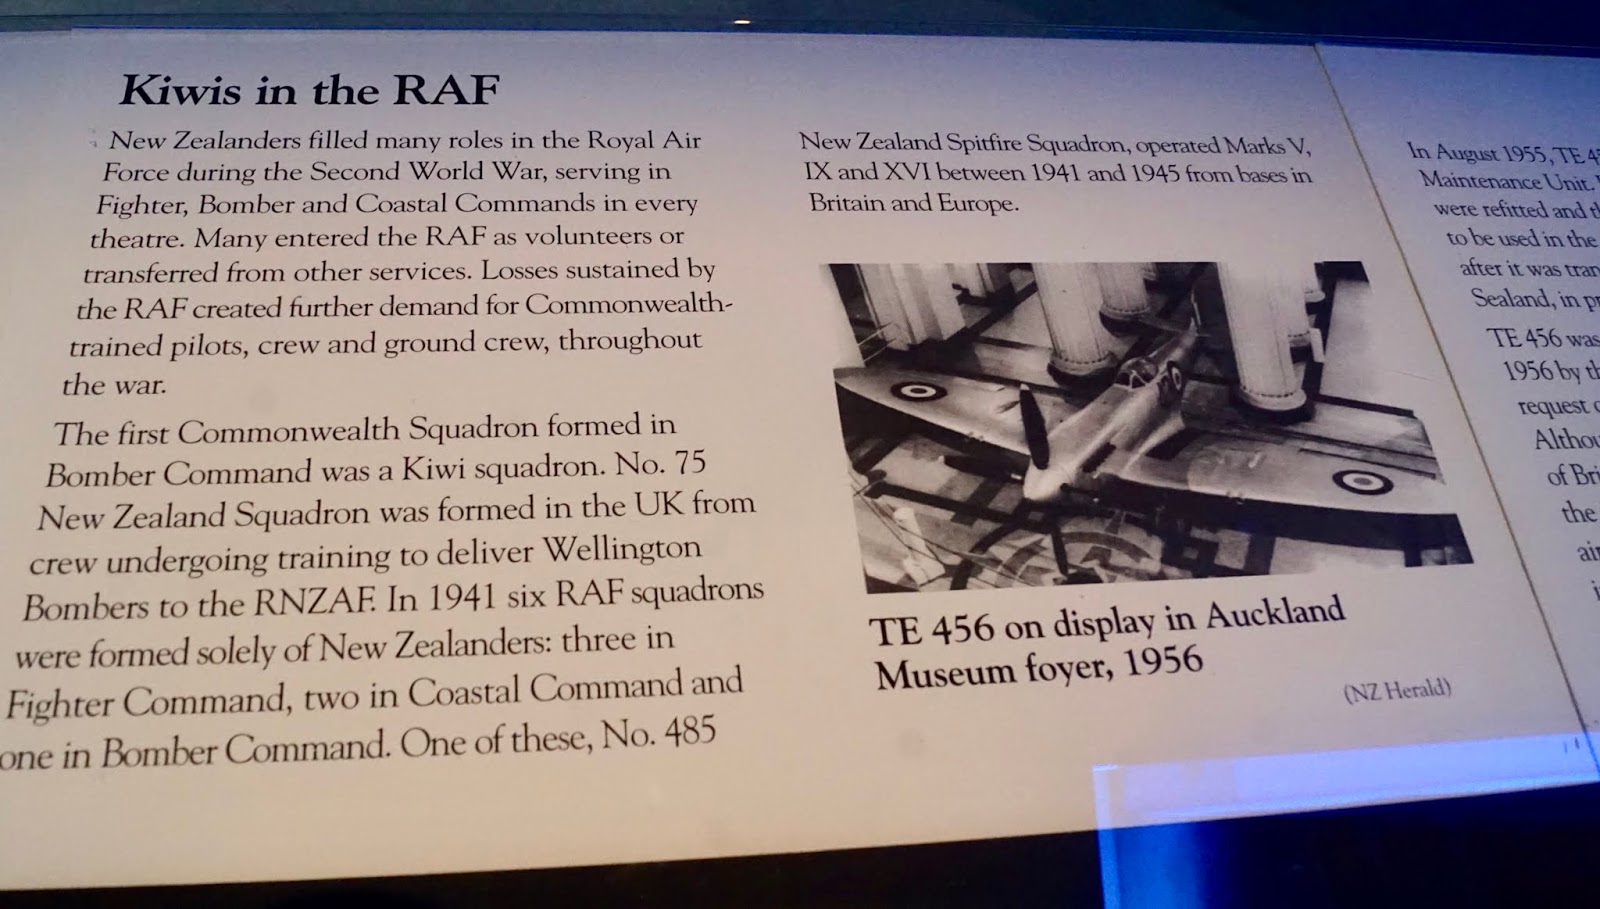 Kiwis in the RAF
New Zealanders filled many roles in the Royal Air
Force during the Second World War, serving in
Fighter, Bomber and Coastal Commands in every
theatre. Many entered the RAF as volunteers or
transferred from other services. Losses sustained by
the RAF created further demand for Commonwealth-
trained pilots, crew and ground crew, throughout
the war.
The first Commonwealth Squadron formed in
Bomber Command was a Kiwi squadron. No. 75
New Zealand Squadron was formed in the UK from
crew undergoing training to deliver Wellington
Bombers to the RNZAF. In 1941 six RAF squadrons
were formed solely of New Zealanders: three in
Fighter Command, two in Coastal Command and
one in Bomber Command. One of these, No. 485
New Zealand Spitfire Squadron, operated Marks V,
IX and XVI between 1941 and 1945 from bases in
Britain and Europe.
TE 456 on display in Auckland
Museum foyer, 1956
(NZ Herald)
In August 1955, TE
Maintenance Unit.
were refitted and
to be used in the
after it was
Sealand, in
TE 456 was
1956 by
request
of
the